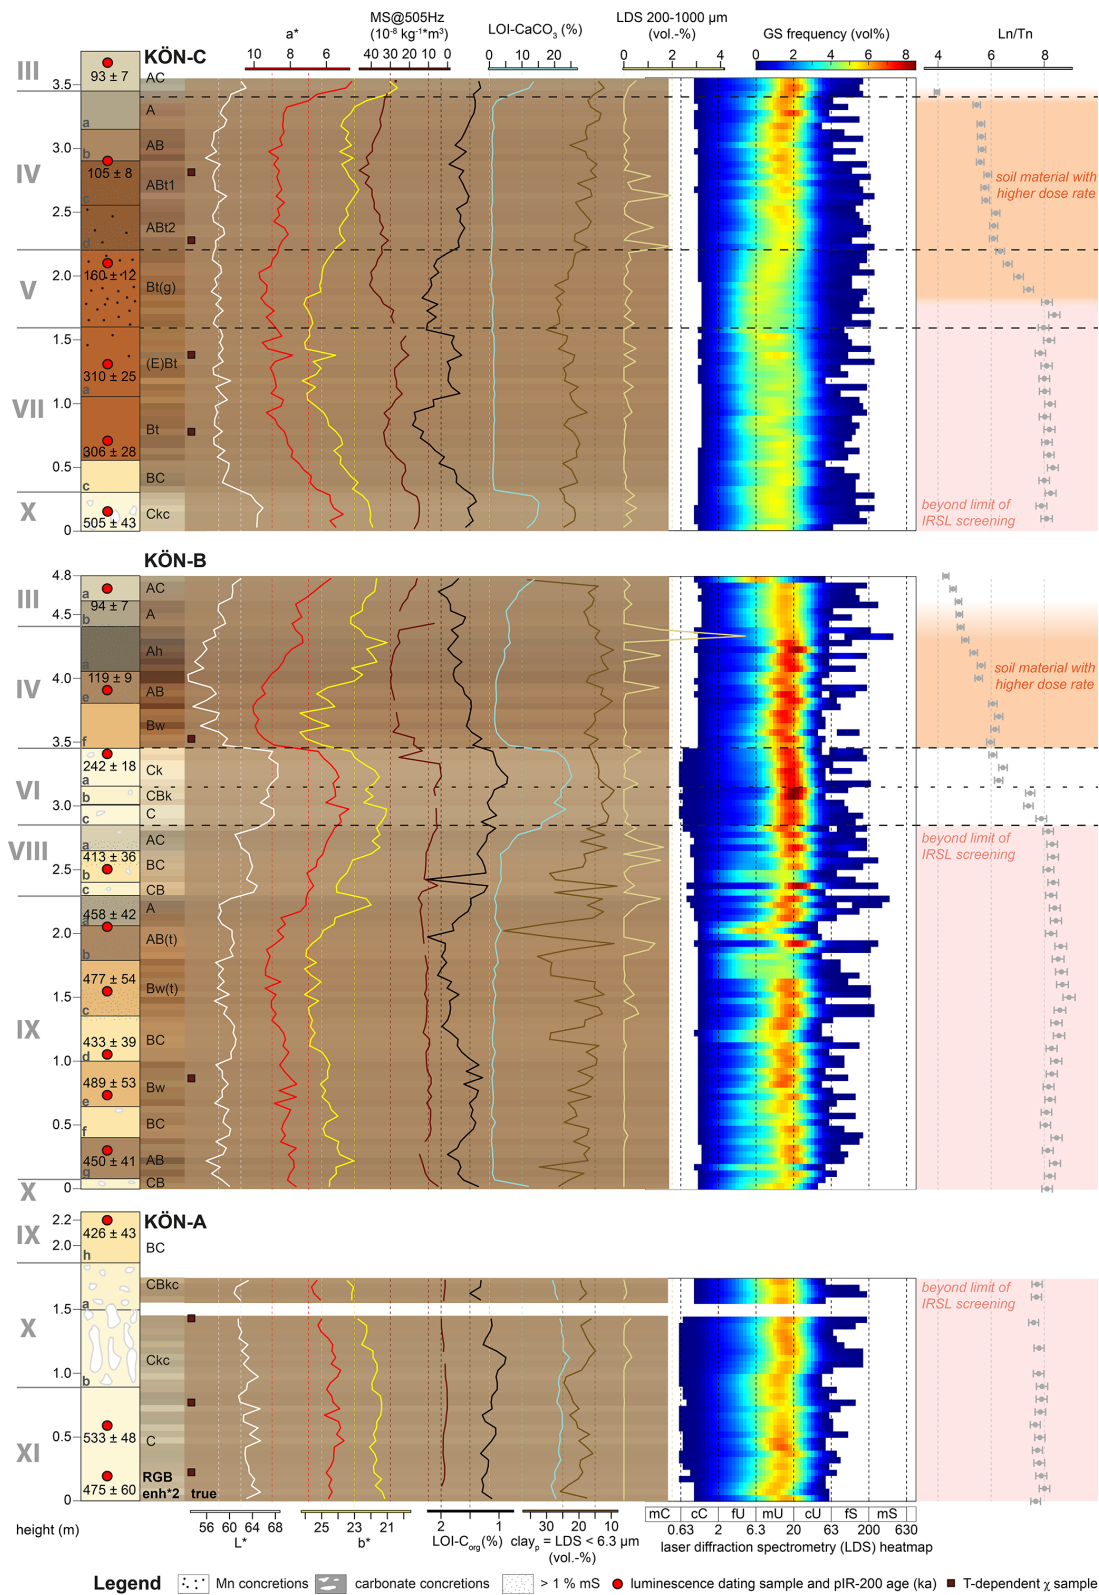 MS@505Hz
LDS 200-1000 µm
KÖN-C a* (10⁻⁸ kg⁻¹*m³) LOI-CaCO₃ (%) (vol.-%) GS frequency (vol%) Ln/Tn
10 8 6 40 30 20 10 0 0 10 20 0 2 4 0 2 4 6 8 4 6 8
III 93 ± 7 AC
3.5
A
a
AB
3.0 b
IV 105 ± 8 soil material with
ABt1 higher dose rate
c
2.5
ABt2
d
160 ± 12
2.0
V Bt(g)
1.5
(E)Bt
310 ± 25
a
1.0
VII
Bt
306 ± 28
0.5
c BC
X beyond limit of
505 ± 43 Ckc IRSL screening
0
KÖN-B
4.8
a AC
III 94 ± 7
4.5 b A
Ah
a
4.0 119 ± 9 soil material with
IV AB higher dose rate
e
Bw
3.5 f
242 ± 18 Ck
a
VI b CBk
3.0
c C
a AC beyond limit of
VIII 413 ± 36 IRSL screening
BC
2.5 b
c CB
458 ± 42 A
a
2.0
AB(t)
b
477 ± 54
Bw(t)
1.5
IX c
433 ± 39 BC
d
1.0
489 ± 53 Bw
e
0.5 f BC
450 ± 41 AB
g
X CB
0
KÖN-A
2.2
IX 426 ± 43
2.0 BC
h
CBkc beyond limit of
a IRSL screening
1.5
X
Ckc
1.0
b
533 ± 48
0.5 C
XI
RGB
475 ± 60 enh*2 true
0
mC cC fU mU cU fS mS
height (m) 56 60 64 68 25 23 21 2 1 30 20 10 0.63 2 6.3 20 63 200 630
L* b* LOI-Corg(%) clayₚ = LDS < 6.3 µm laser diffraction spectrometry (LDS) heatmap
(vol.-%)
Legend Mn concretions carbonate concretions > 1 % mS luminescence dating sample and pIR-200 age (ka) T-dependent χ sample
306 ± 28
310 ± 25